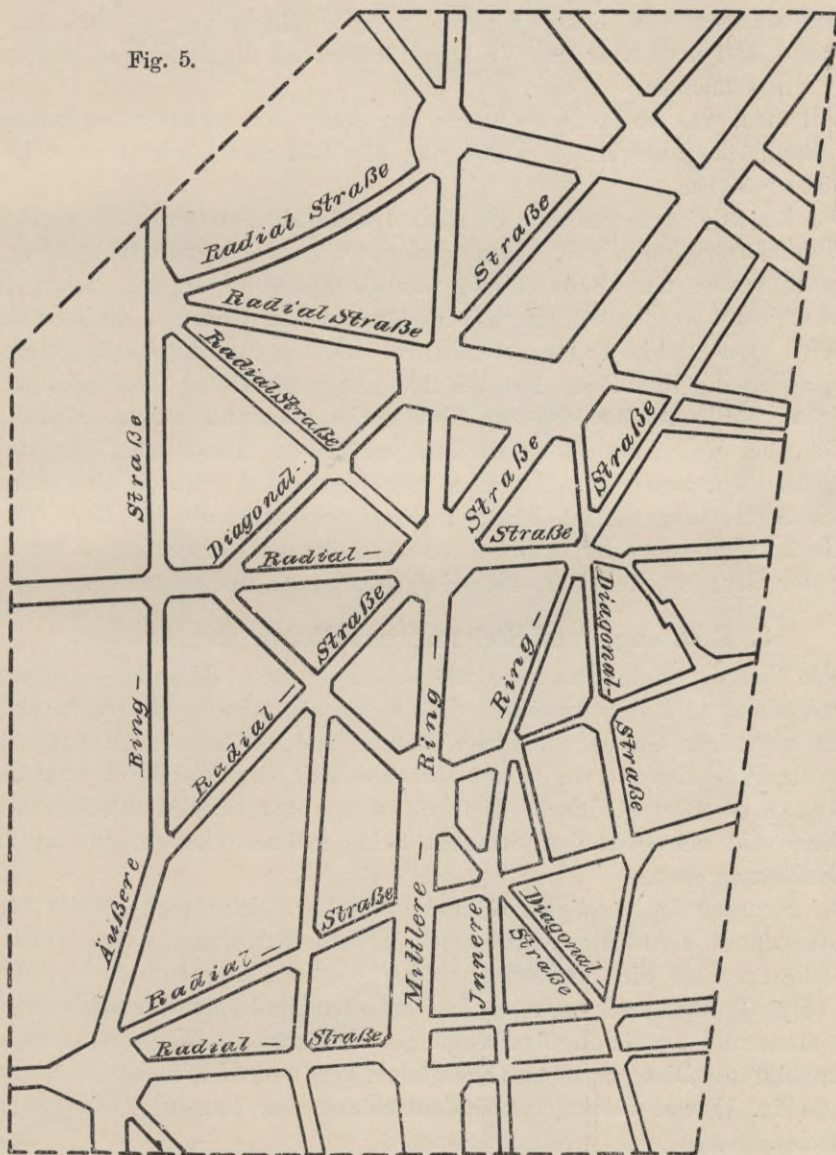 Fig. 5.
Radial Straße
Straße
Radial Straße
Radial Straße
Straße
Straße
Straße
Diagonal-
Straße
Radial-
Straße
Diagonal-
Straße
Ring-
Radial-
Ring-
Ring-
Straße
Äußere
Mittlere-
Innere
Straße
Diagonal-
Straße
Radial-
Radial-
Straße